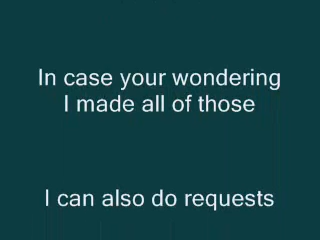 In case your wondering
I made all of those
I can also do requests